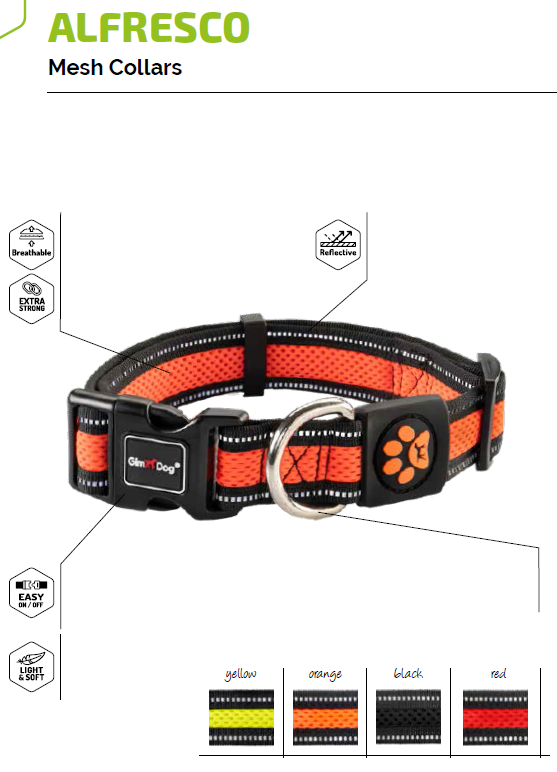 ALFRESCO
Mesh Collars
Breathable
EXTRA
STRONG
Reflective
GimDog®
EASY
ON / OFF
LIGHT
& SOFT
yellow
orange
black
red